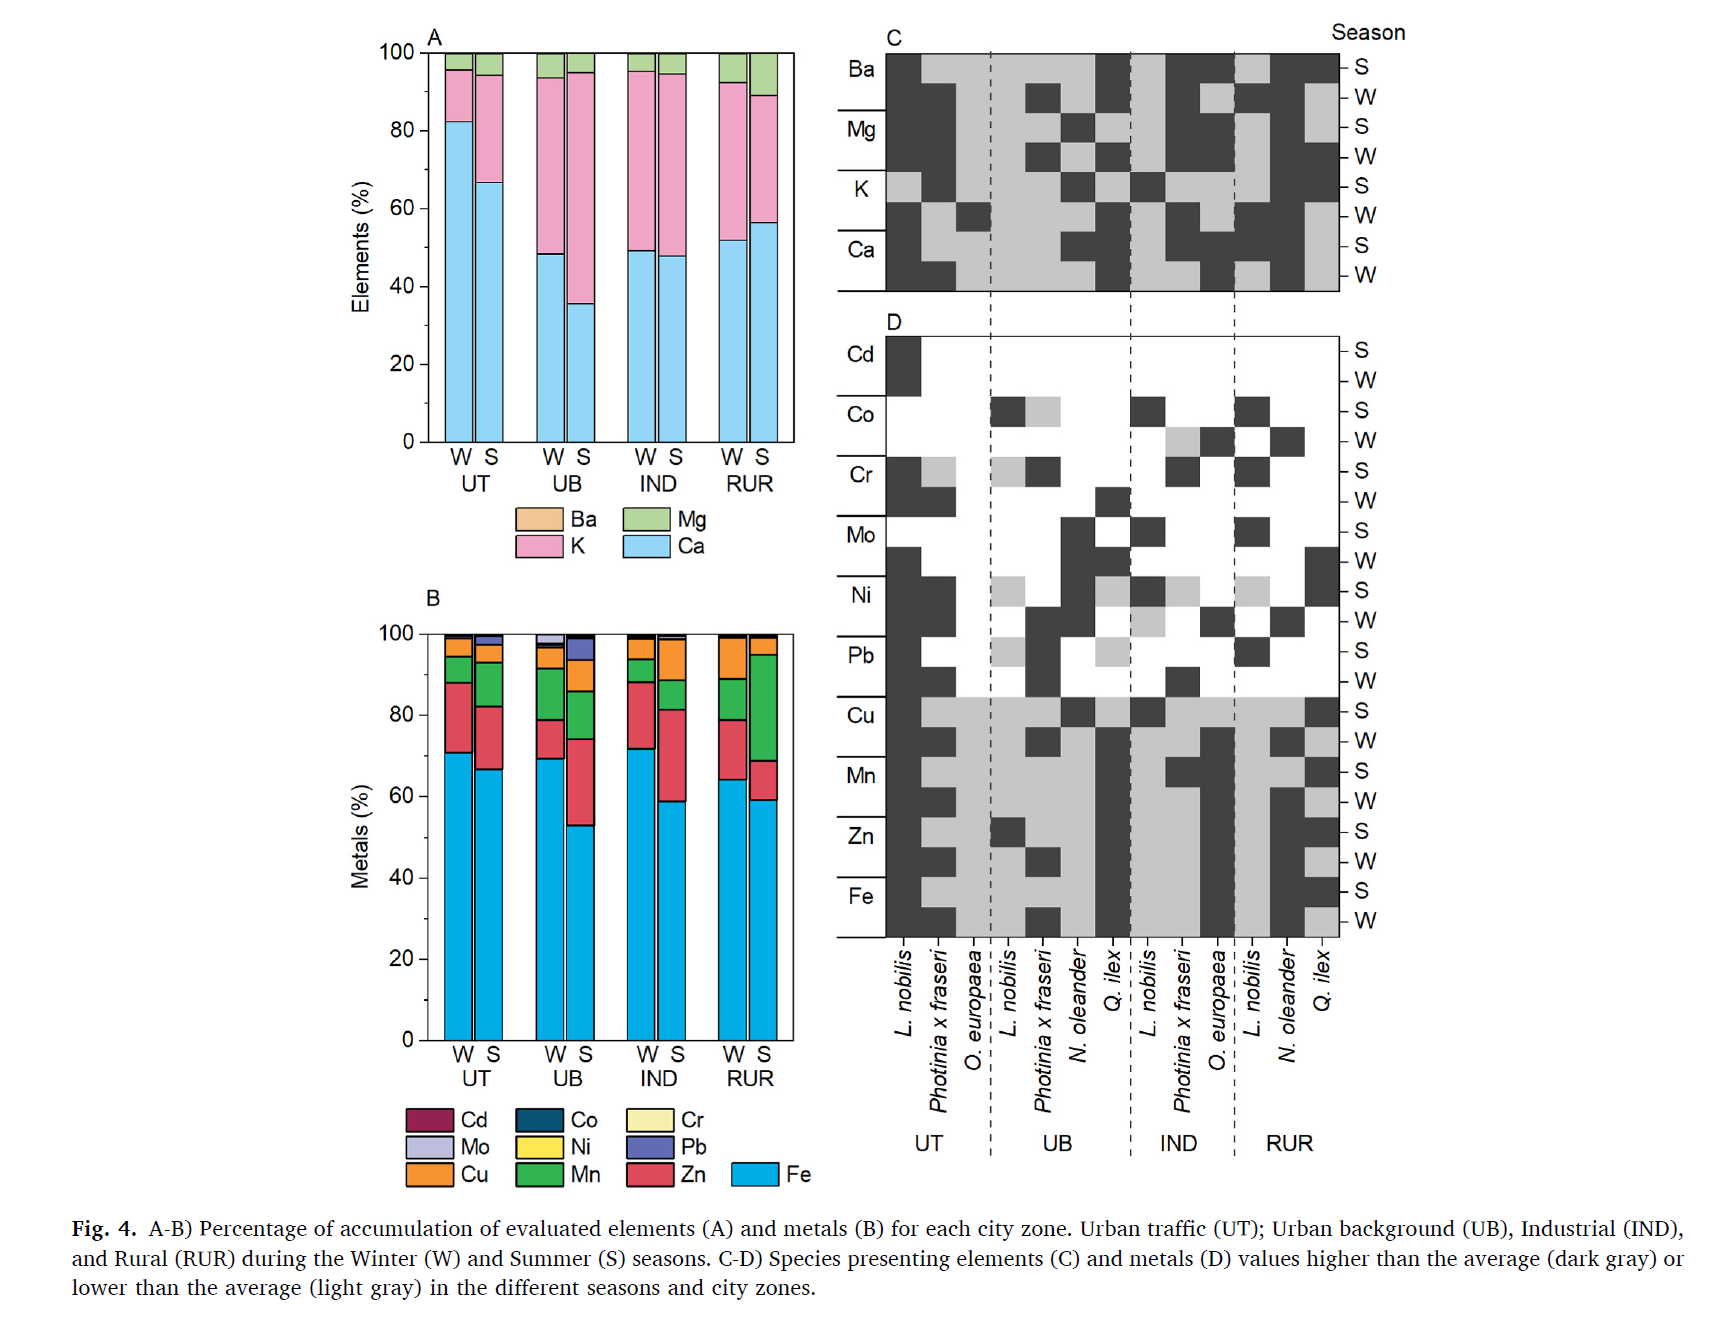 A
100
80
60
40
20
0
Elements (%)
W S W S W S W S
UT UB IND RUR
Ba Mg
K Ca
B
100
80
60
40
20
0
Metals (%)
W S W S W S W S
UT UB IND RUR
Cd Co Cr
Mo Ni Pb
Cu Mn Zn Fe
C Season
Ba S
W
Mg S
W
K S
W
Ca S
W
D
Cd S
W
Co S
W
Cr S
W
Mo S
W
Ni S
W
Pb S
W
Cu S
W
Mn S
W
Zn S
W
Fe S
W
L. nobilis
Photinia x fraseri
O. europaea
L. nobilis
Photinia x fraseri
N. oleander
Q. ilex
L. nobilis
Photinia x fraseri
O. europaea
L. nobilis
N. oleander
Q. ilex
UT UB IND RUR
Fig. 4. A-B) Percentage of accumulation of evaluated elements (A) and metals (B) for each city zone. Urban traffic (UT); Urban background (UB), Industrial (IND),
and Rural (RUR) during the Winter (W) and Summer (S) seasons. C-D) Species presenting elements (C) and metals (D) values higher than the average (dark gray) or
lower than the average (light gray) in the different seasons and city zones.